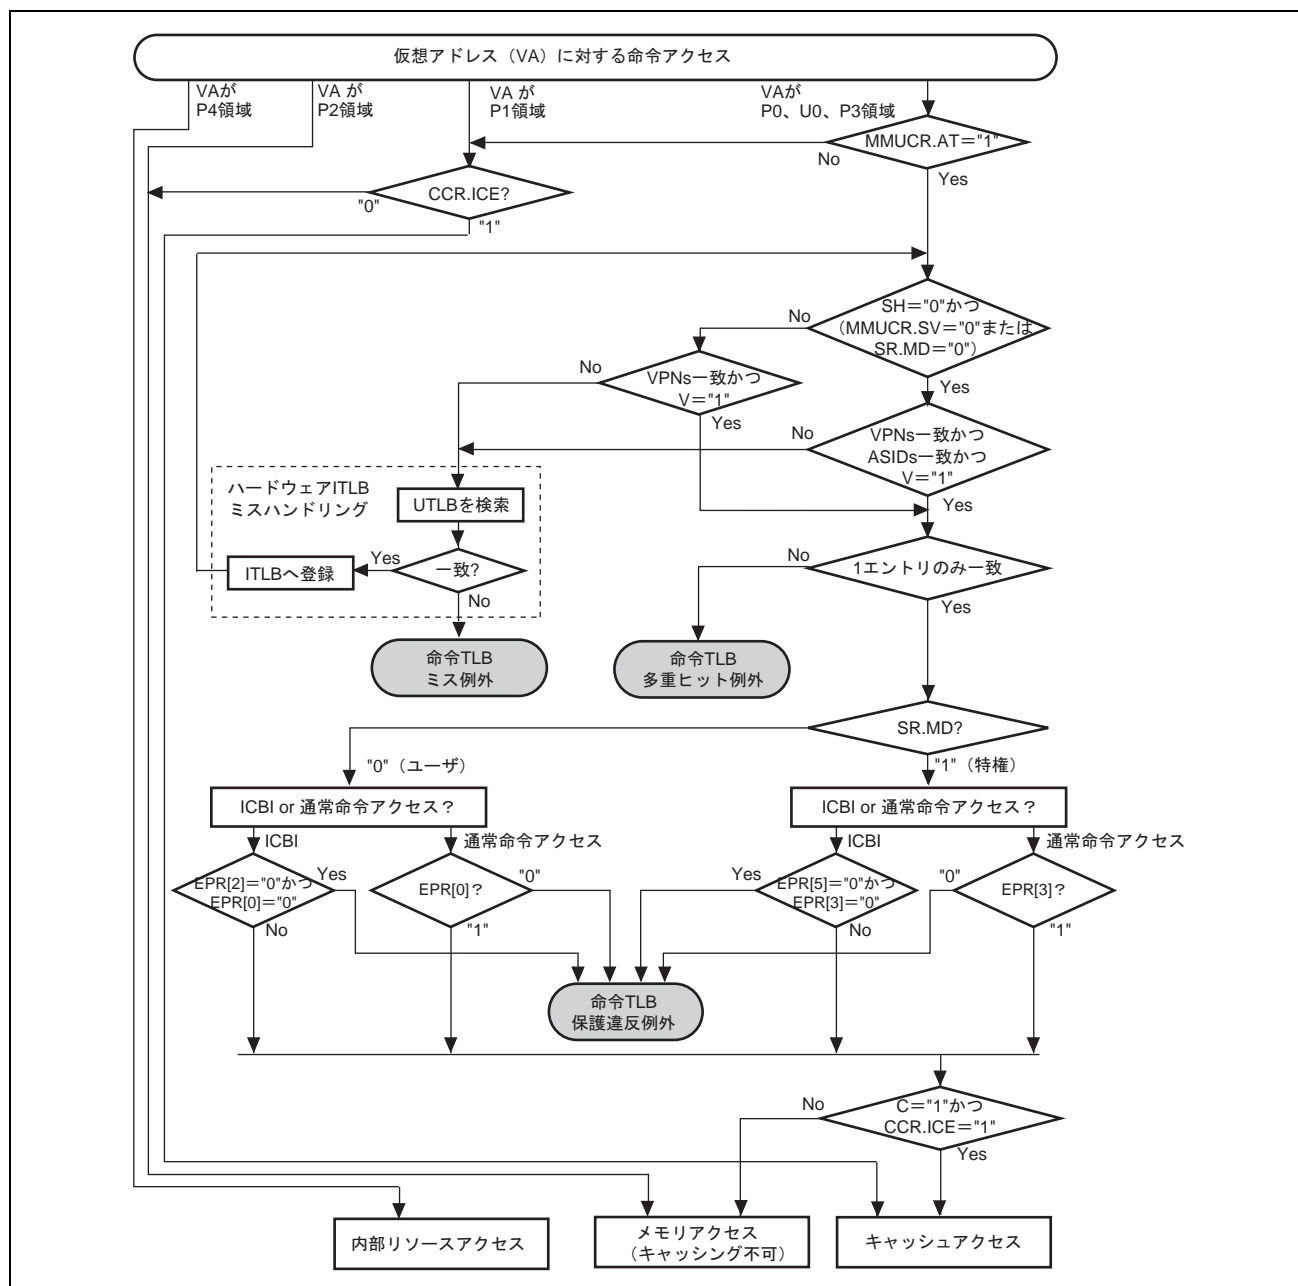 仮想アドレス（VA）に対する命令アクセス
VAが
P4領域
VA が
P2領域
VA が
P1領域
VAが
P0、U0、P3領域
MMUCR.AT＝"1"
No
Yes
CCR.ICE?
"0"
"1"
SH＝"0"かつ
（MMUCR.SV＝"0"または
SR.MD＝"0"）
No
Yes
VPNs一致かつ
V＝"1"
No
Yes
VPNs一致かつ
ASIDs一致かつ
V＝"1"
No
Yes
ハードウェアITLB
ミスハンドリング
UTLBを検索
一致?
Yes
No
ITLBへ登録
1エントリのみ一致
No
Yes
命令TLB
ミス例外
命令TLB
多重ヒット例外
SR.MD?
"0"（ユーザ）
"1"（特権）
ICBI or 通常命令アクセス？
ICBI or 通常命令アクセス？
ICBI
通常命令アクセス
ICBI
通常命令アクセス
EPR[2]="0"かつ
EPR[0]="0"
Yes
No
EPR[0]？
"0"
"1"
EPR[5]="0"かつ
EPR[3]="0"
Yes
No
EPR[3]？
"0"
"1"
命令TLB
保護違反例外
C＝"1"かつ
CCR.ICE＝"1"
No
Yes
内部リソースアクセス
メモリアクセス
（キャッシング不可）
キャッシュアクセス